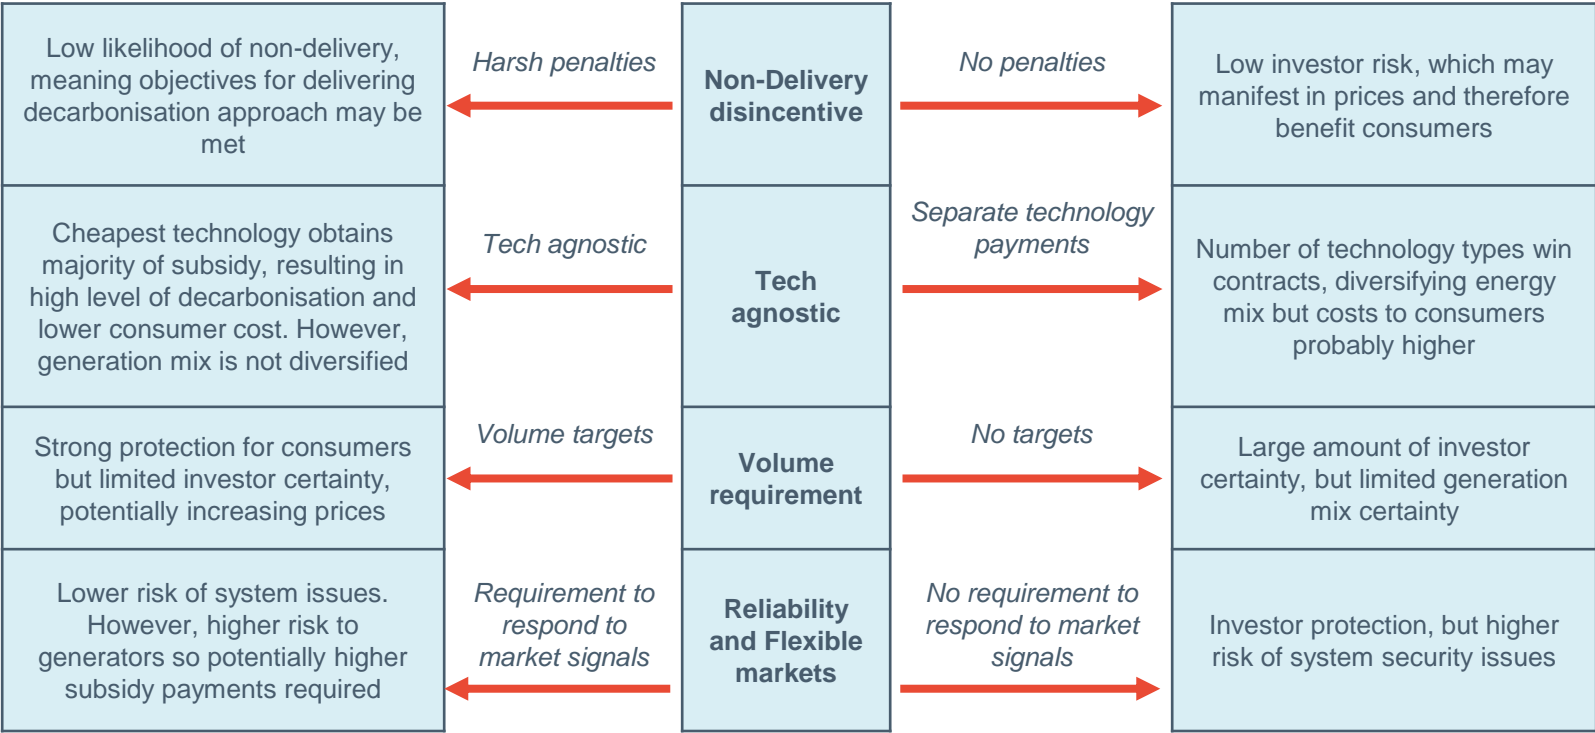 Low likelihood of non-delivery,
meaning objectives for delivering
decarbonisation approach may be
met
Harsh penalties
Non-Delivery
disincentive
No penalties
Low investor risk, which may
manifest in prices and therefore
benefit consumers
Cheapest technology obtains
majority of subsidy, resulting in
high level of decarbonisation and
lower consumer cost. However,
generation mix is not diversified
Tech agnostic
Tech
agnostic
Separate technology
payments
Number of technology types win
contracts, diversifying energy
mix but costs to consumers
probably higher
Strong protection for consumers
but limited investor certainty,
potentially increasing prices
Volume targets
Volume
requirement
No targets
Large amount of investor
certainty, but limited generation
mix certainty
Lower risk of system issues.
However, higher risk to
generators so potentially higher
subsidy payments required
Requirement to
respond to
market signals
Reliability
and Flexible
markets
No requirement to
respond to market
signals
Investor protection, but higher
risk of system security issues